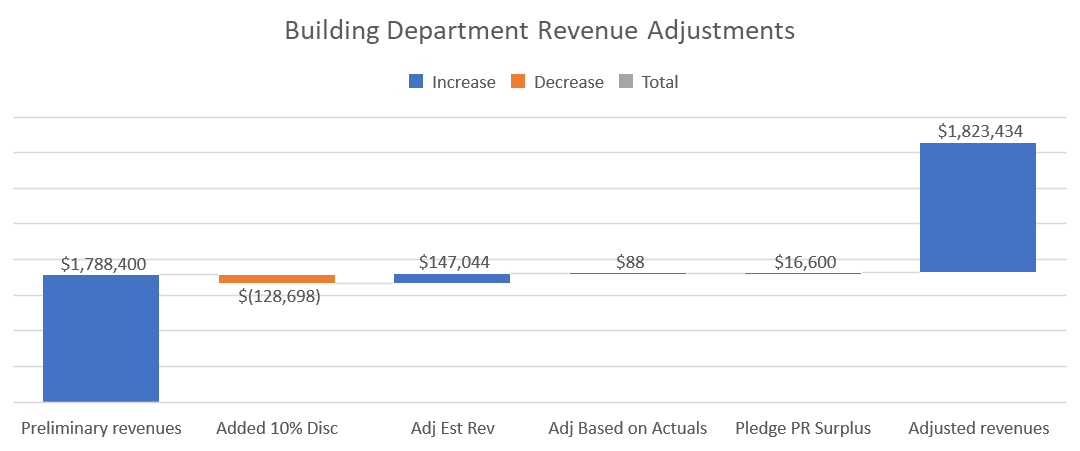 Building Department Revenue Adjustments
Increase Decrease Total
$1,823,434
$1,788,400 $147,044 $88 $16,600
$(128,698)
Preliminary revenues Added 10% Disc Adj Est Rev Adj Based on Actuals Pledge PR Surplus Adjusted revenues